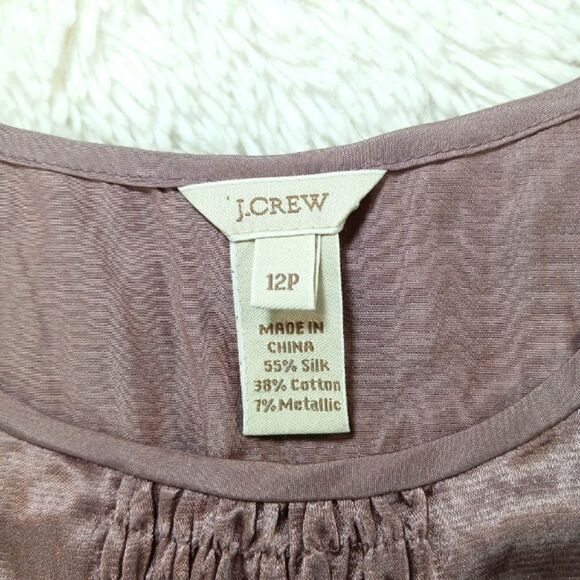 J.CREW
12P
MADE IN
CHINA
55% Silk
38% Cotton
7% Metallic